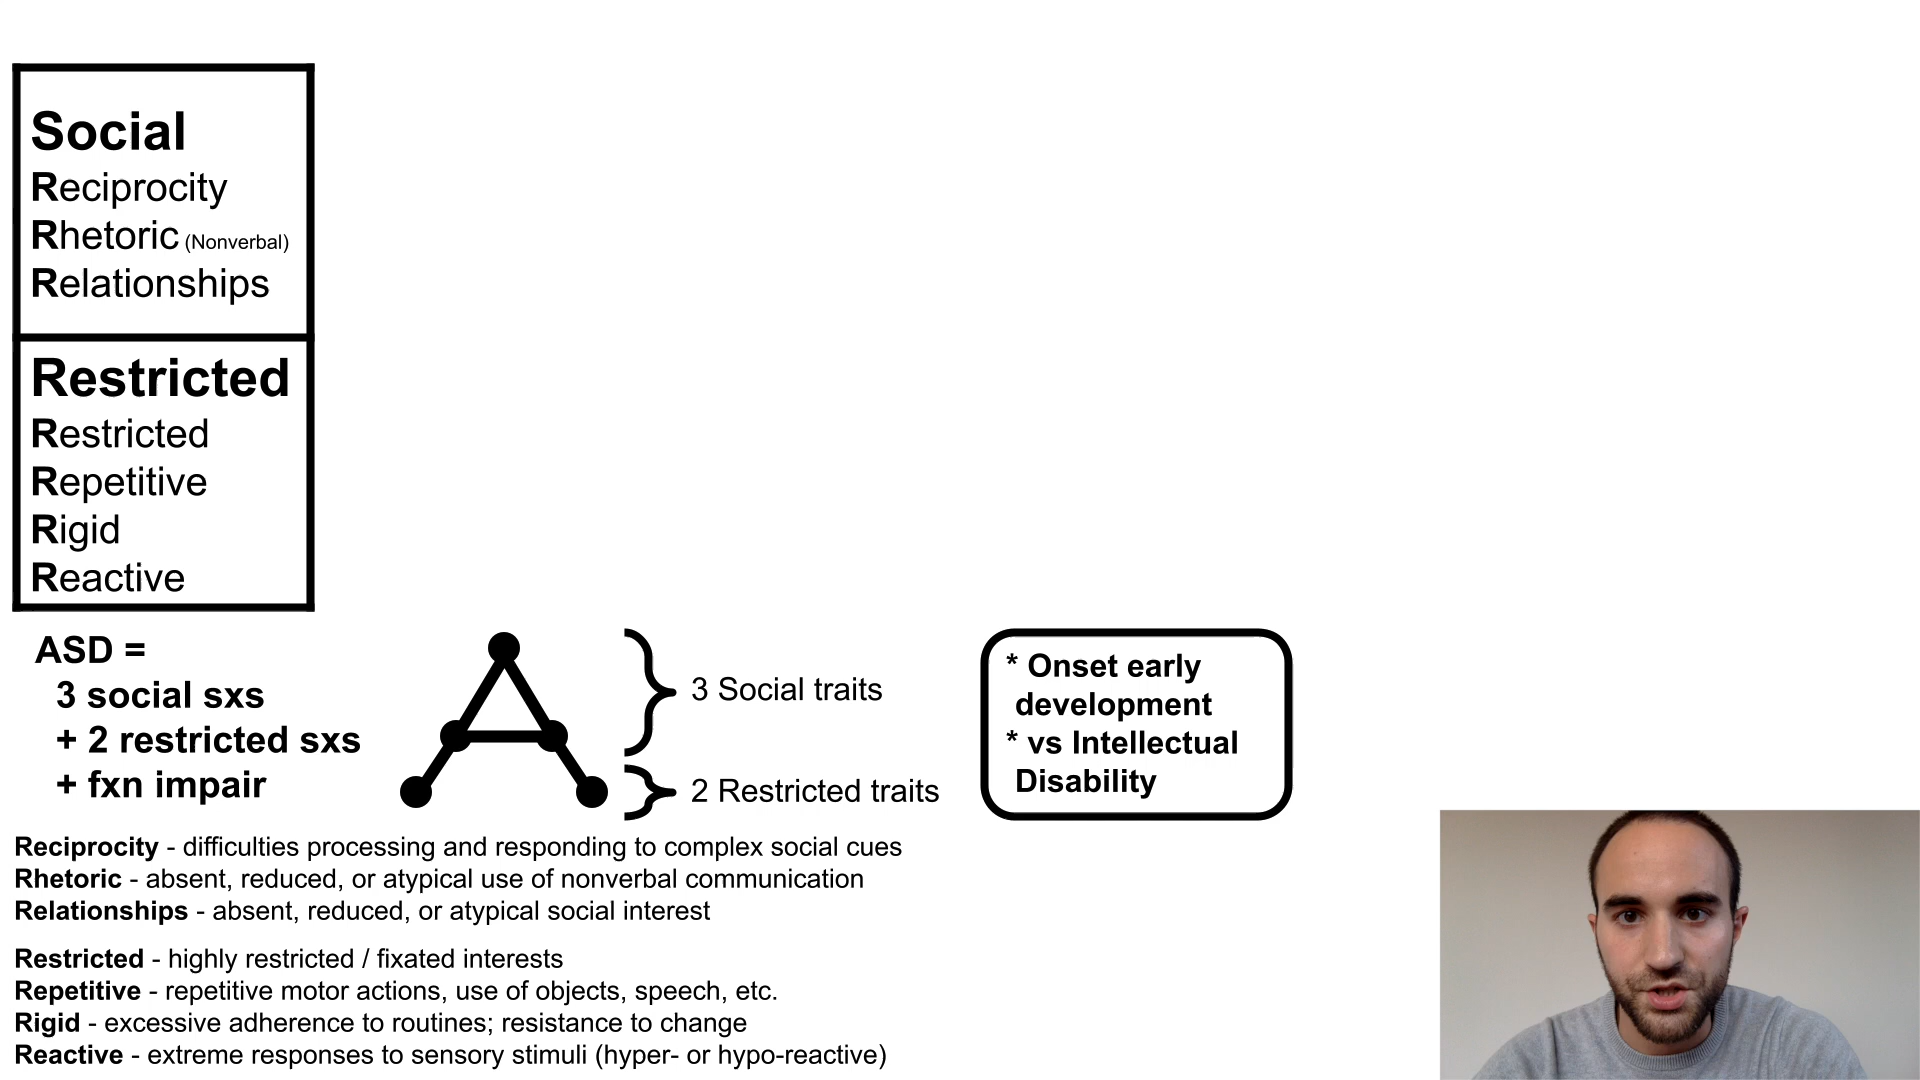 Social
Reciprocity
Rhetoric (Nonverbal)
Relationships
Restricted
Restricted
Repetitive
Rigid
Reactive
ASD =
3 social sxs
+ 2 restricted sxs
+ fxn impair
3 Social traits
2 Restricted traits
* Onset early
development
* vs Intellectual
Disability
Reciprocity - difficulties processing and responding to complex social cues
Rhetoric - absent, reduced, or atypical use of nonverbal communication
Relationships - absent, reduced, or atypical social interest
Restricted - highly restricted / fixated interests
Repetitive - repetitive motor actions, use of objects, speech, etc.
Rigid - excessive adherence to routines; resistance to change
Reactive - extreme responses to sensory stimuli (hyper- or hypo-reactive)